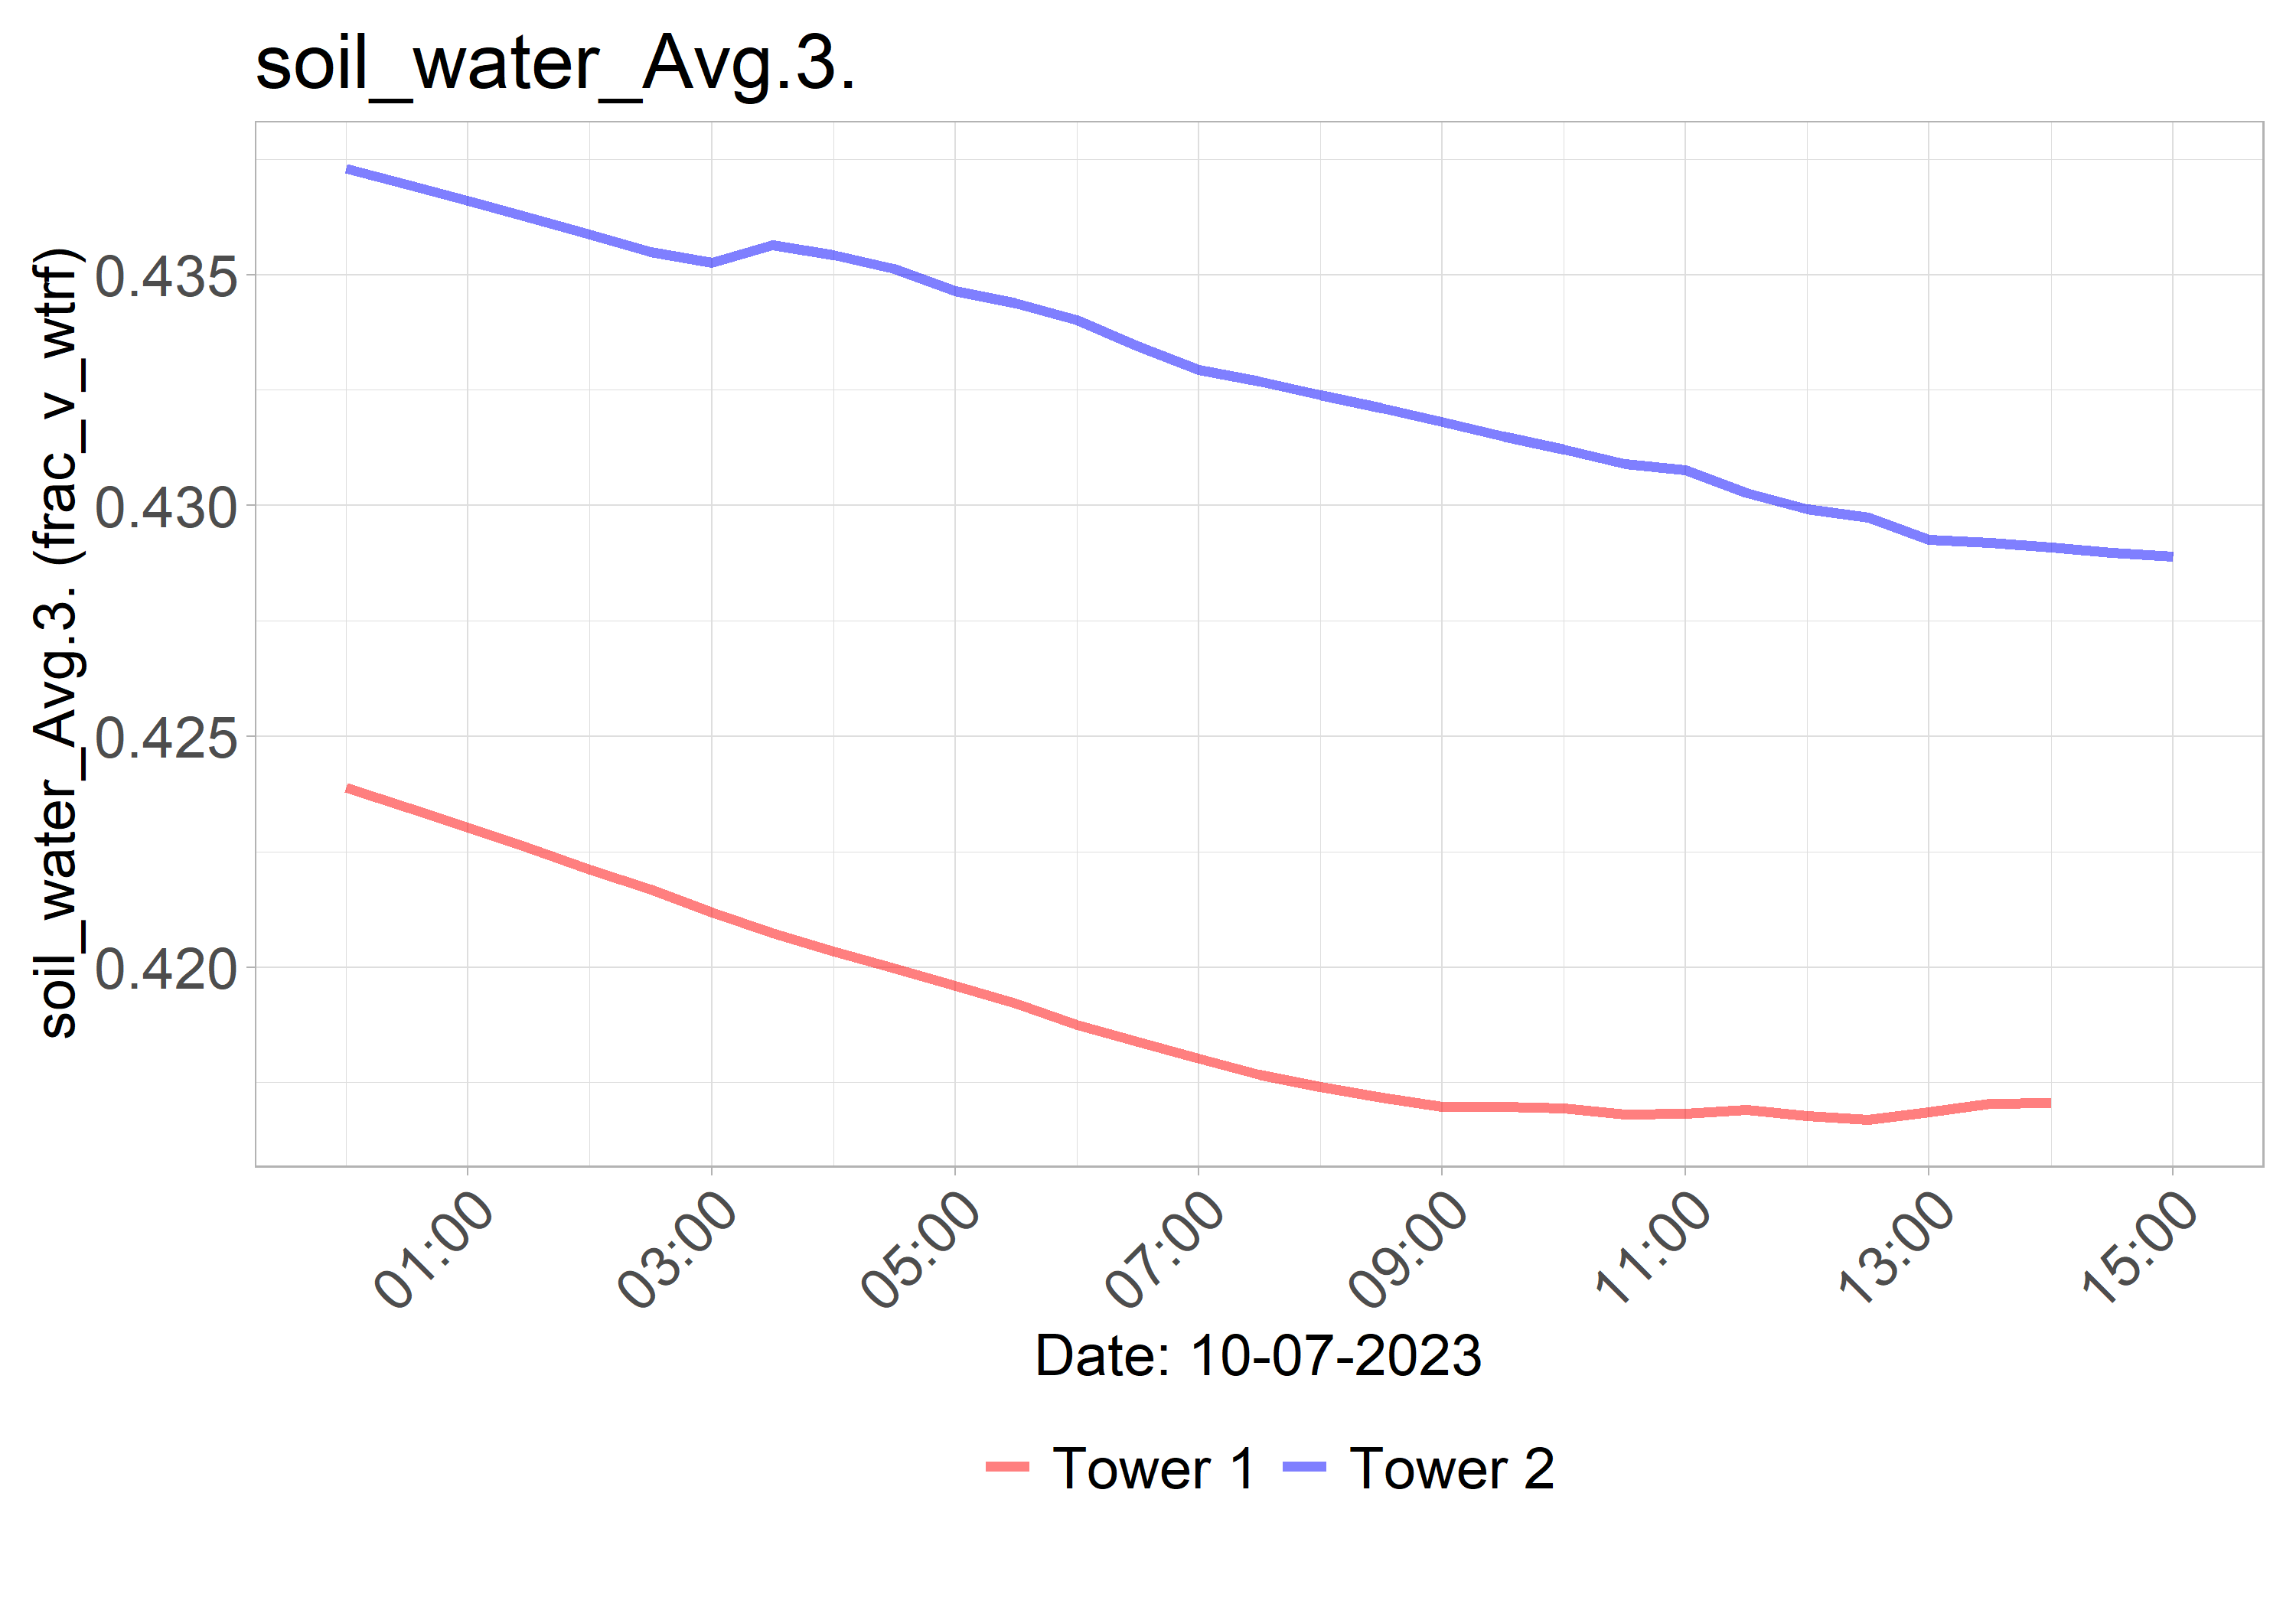 soil_water_Avg.3.
soil_water_Avg.3. (frac_v_wtrf)
0.435
0.430
0.425
0.420
01:00
03:00
05:00
07:00
09:00
11:00
13:00
15:00
Date: 10-07-2023
Tower 1
Tower 2